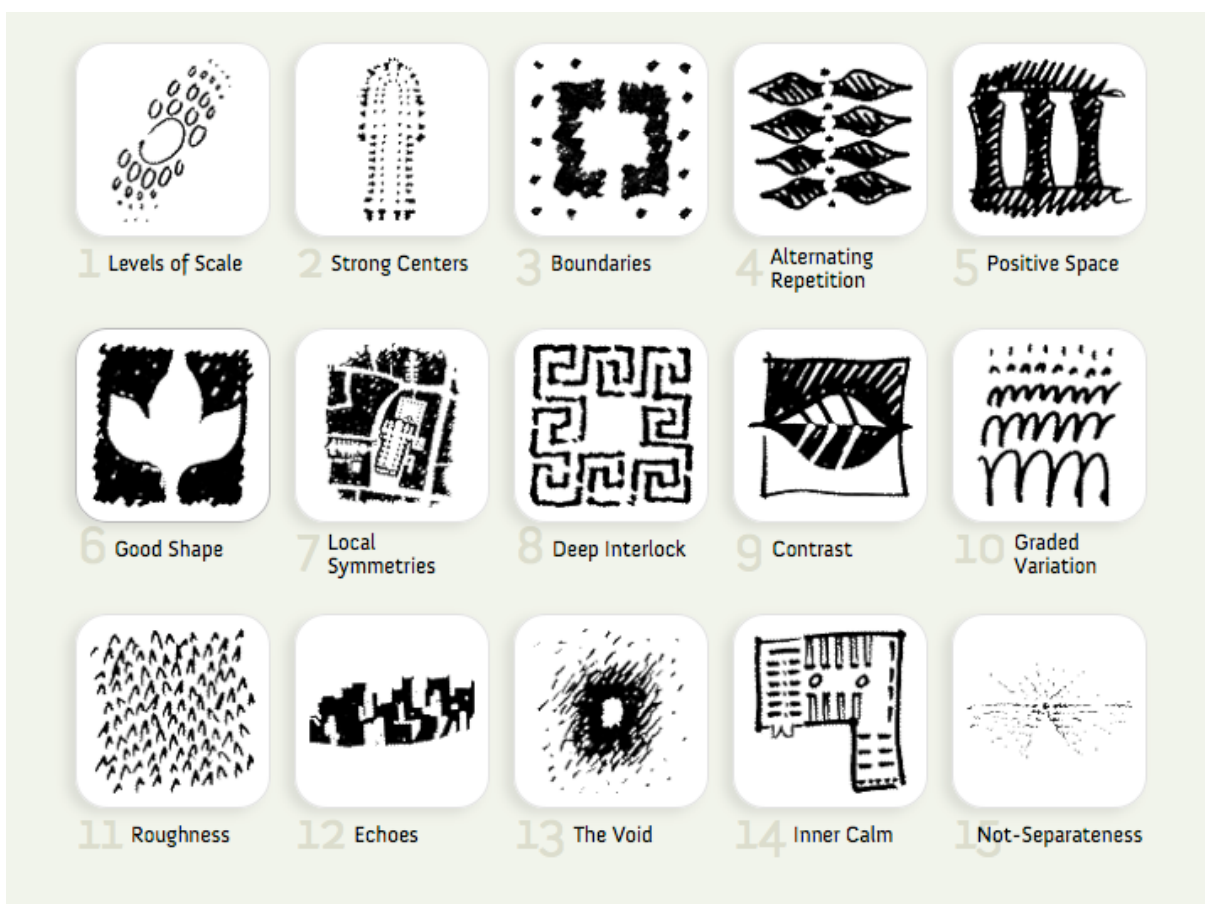 1 Levels of Scale
2 Strong Centers
3 Boundaries
4 Alternating
Repetition
5 Positive Space
6 Good Shape
7 Local
Symmetries
8 Deep Interlock
9 Contrast
10 Graded
Variation
11 Roughness
12 Echoes
13 The Void
14 Inner Calm
15 Not-Separateness